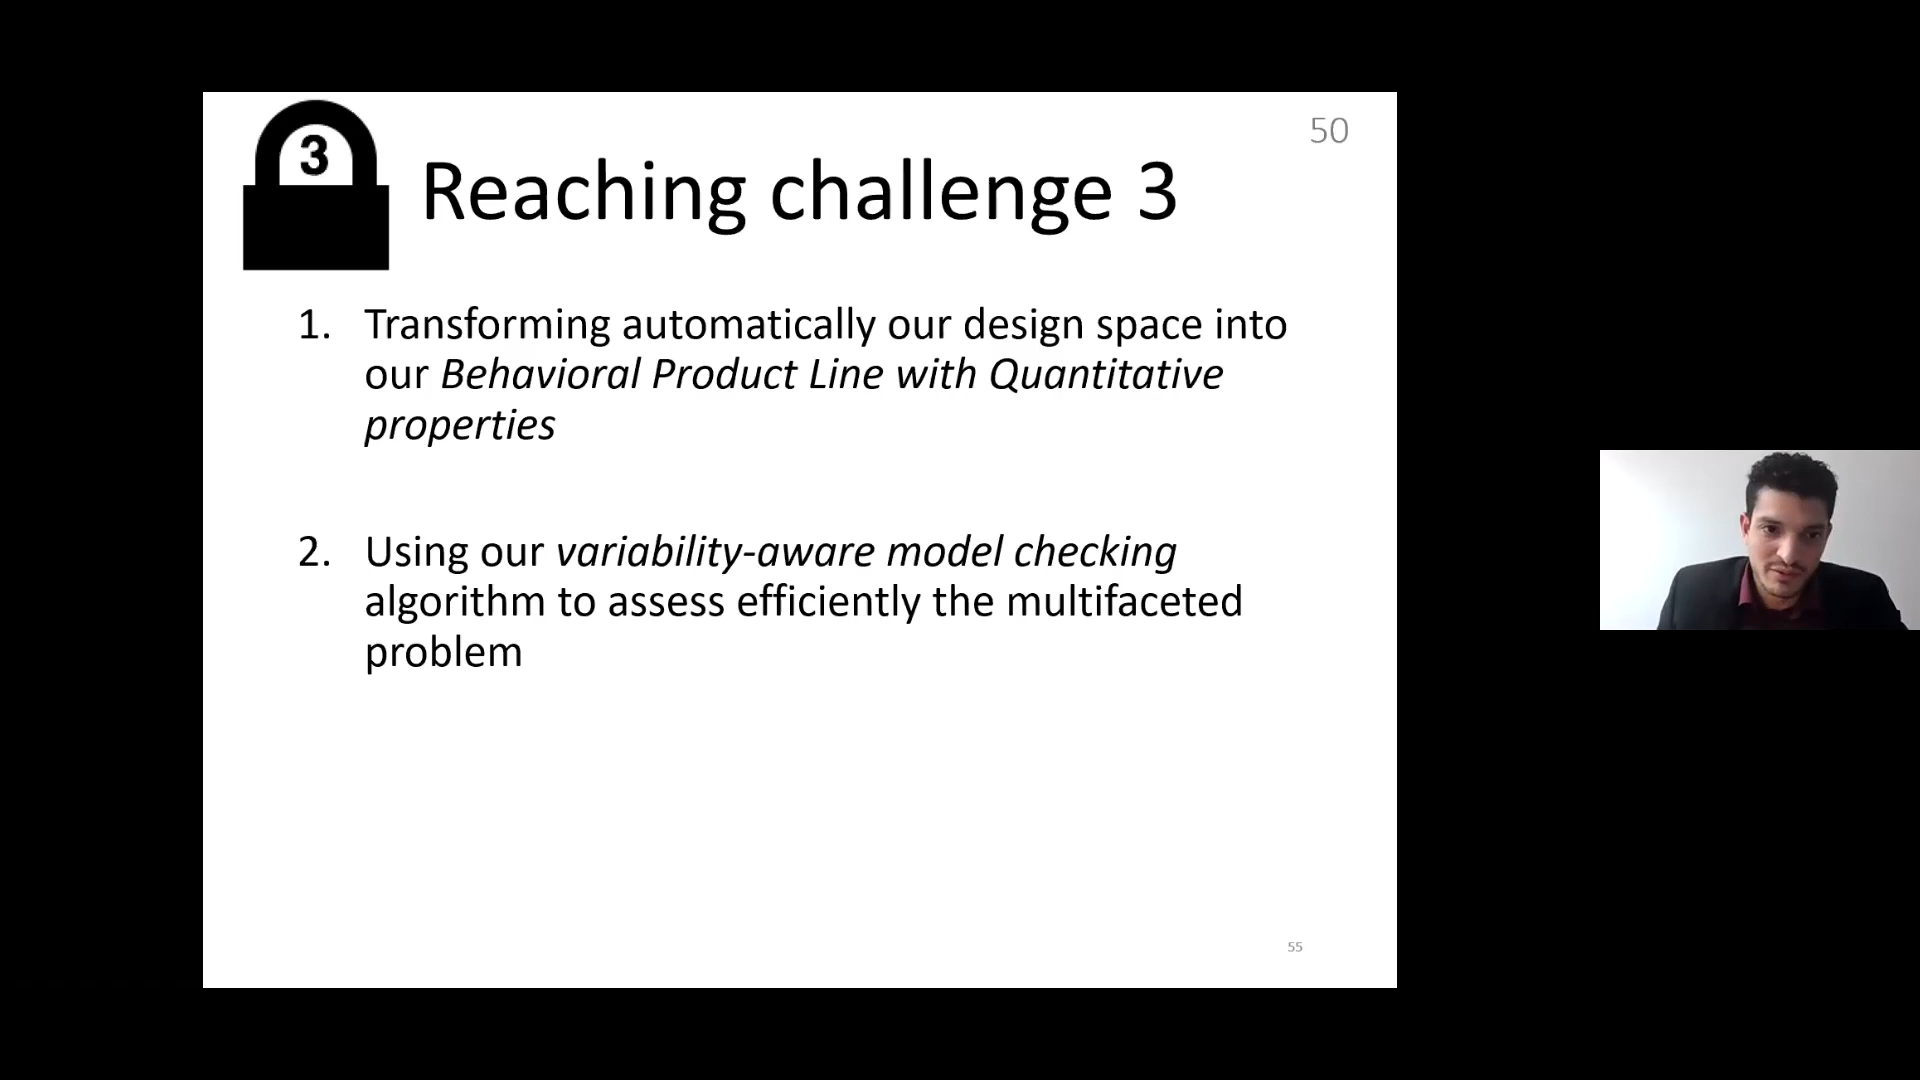 3
50
Reaching challenge 3
1. Transforming automatically our design space into
our Behavioral Product Line with Quantitative
properties
2. Using our variability-aware model checking
algorithm to assess efficiently the multifaceted
problem
55